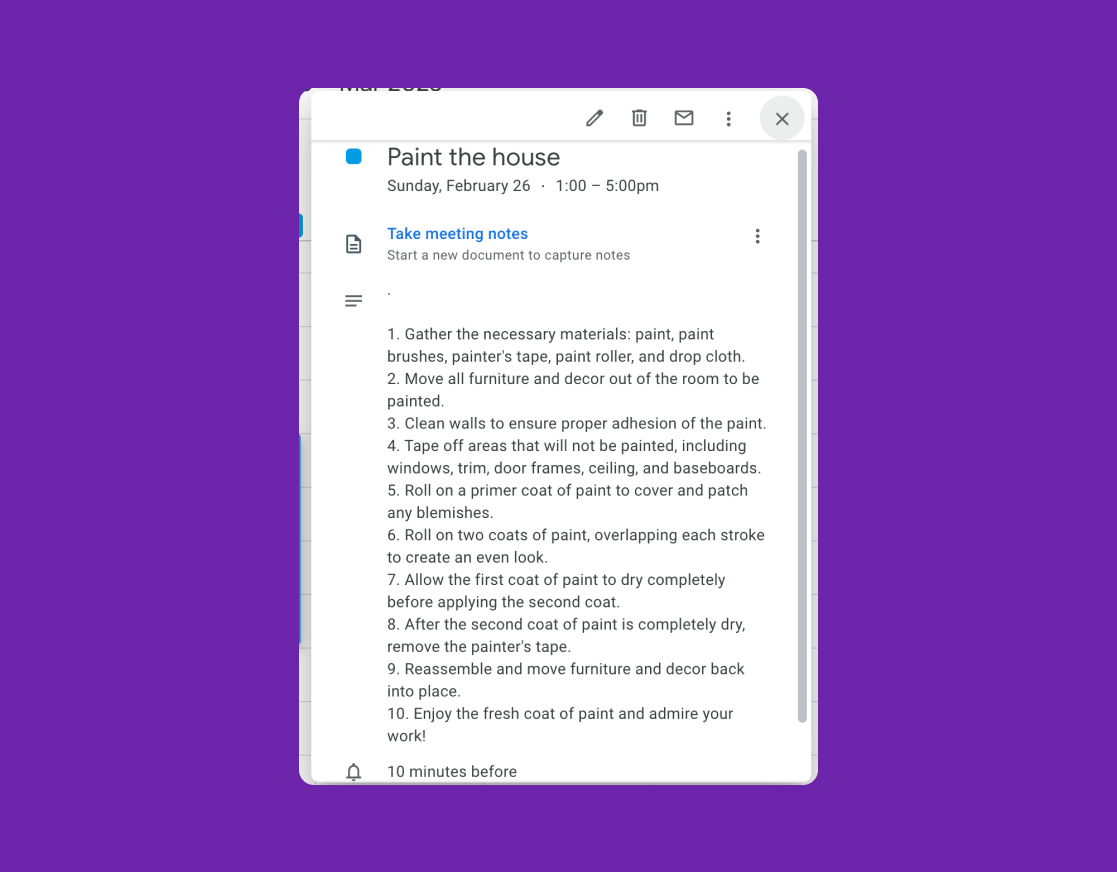 Mar 2023
Paint the house
Sunday, February 26 · 1:00 – 5:00pm
Take meeting notes
Start a new document to capture notes
.
1. Gather the necessary materials: paint, paint
brushes, painter's tape, paint roller, and drop cloth.
2. Move all furniture and decor out of the room to be
painted.
3. Clean walls to ensure proper adhesion of the paint.
4. Tape off areas that will not be painted, including
windows, trim, door frames, ceiling, and baseboards.
5. Roll on a primer coat of paint to cover and patch
any blemishes.
6. Roll on two coats of paint, overlapping each stroke
to create an even look.
7. Allow the first coat of paint to dry completely
before applying the second coat.
8. After the second coat of paint is completely dry,
remove the painter's tape.
9. Reassemble and move furniture and decor back
into place.
10. Enjoy the fresh coat of paint and admire your
work!
10 minutes before